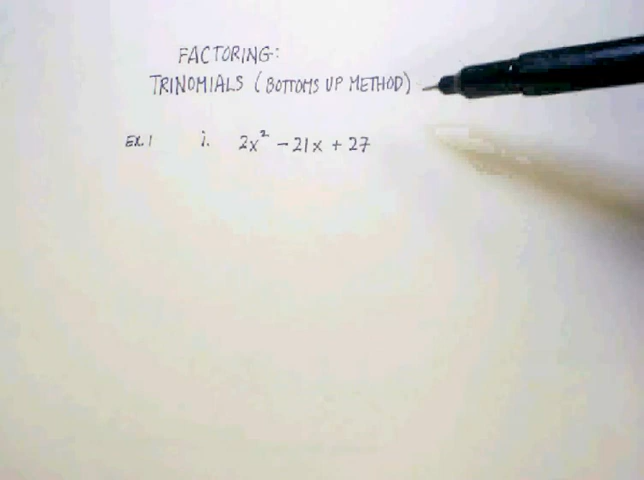 FACTORING:
TRINOMIALS (BOTTOMS UP METHOD)
EX. 1 i. 2x² - 21x + 27